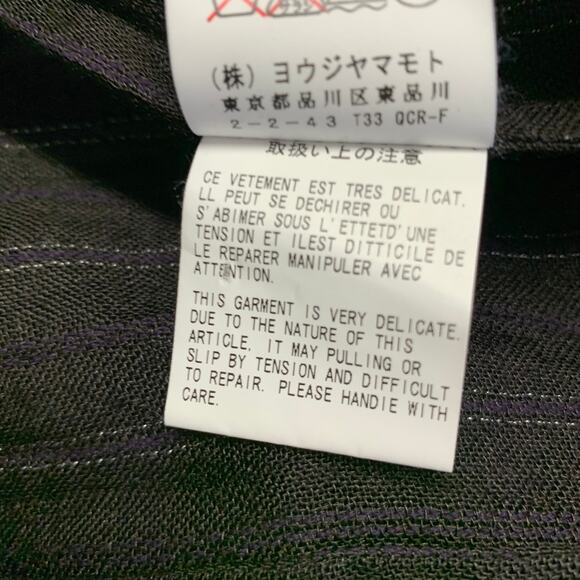 (株) ヨウジヤマモト
東京都品川区東品川
2-2-43 T33 QCR-F
取扱い上の注意
CE VETEMENT EST TRES DELICAT.
LL PEUT SE DECHIRER OU
S'ABIMER SOUS L'ETTETD'UNE
TENSION ET ILEST DITTICILE DE
LE REPARER MANIPULER AVEC
ATTENTION.
THIS GARMENT IS VERY DELICATE.
DUE TO THE NATURE OF THIS
ARTICLE. IT MAY PULLING OR
SLIP BY TENSION AND DIFFICULT
TO REPAIR. PLEASE HANDIE WITH
CARE.